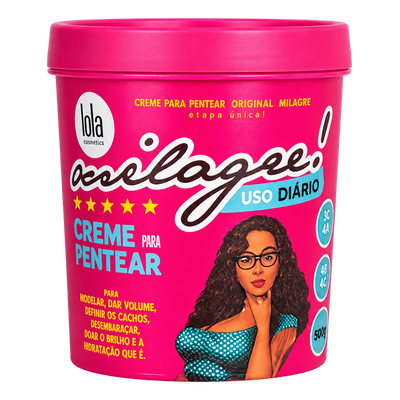 lola
cosmetics
CREME PARA PENTEAR ORIGINAL MILAGRE
etapa única!
milagre!
USO DIÁRIO
CREME PARA
PENTEAR
PARA
MODELAR, DAR VOLUME,
DEFINIR OS CACHOS,
DESEMBARAÇAR,
DOAR O BRILHO E A
HIDRATAÇÃO QUE É.
3C
4A
4B
4C
500g